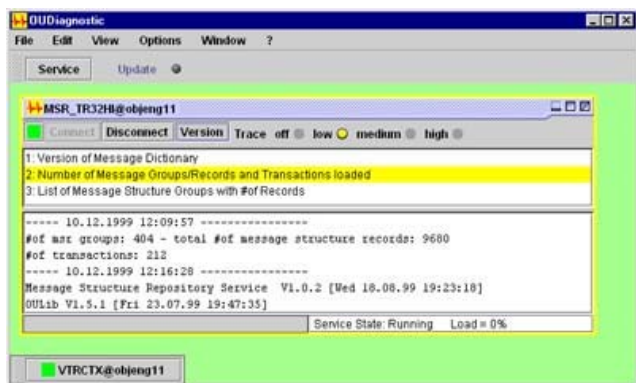 OUDiagnostic
File Edit View Options Window ?
Service Update
MSR_TR32HI@objeng11
Connect Disconnect Version Trace off low medium high
1: Version of Message Dictionary
2: Number of Message Groups/Records and Transactions loaded
3: List of Message Structure Groups with #of Records
----- 10.12.1999 12:09:57 ----------------
#of msr groups: 404 - total #of message structure records: 9680
#of transactions: 212
----- 10.12.1999 12:16:28 ----------------
Message Structure Repository Service V1.0.2 [Wed 18.08.99 19:23:18]
OULib V1.5.1 [Fri 23.07.99 19:47:35]
Service State: Running Load = 0%
VTRCTX@objeng11